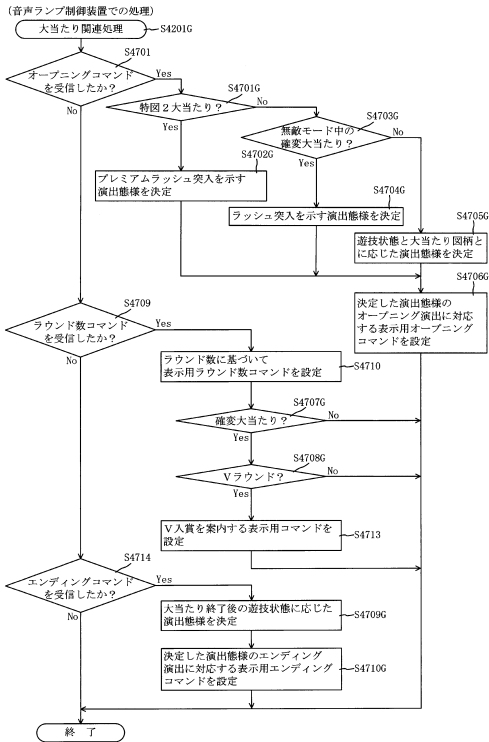 (音声ランプ制御装置での処理)
大当たり関連処理
S4201G
S4701
オープニングコマンド
を受信したか?
Yes
No
S4701G
特図2大当たり?
No
Yes
S4703G
無敵モード中の
確変大当たり?
No
Yes
S4702G
プレミアムラッシュ突入を示す
演出態様を決定
S4704G
ラッシュ突入を示す演出態様を決定
S4705G
遊技状態と大当たり図柄と
に応じた演出態様を決定
S4706G
決定した演出態様の
オープニング演出に対応
する表示用オープニング
コマンドを設定
S4709
ラウンド数コマンド
を受信したか?
Yes
No
ラウンド数に基づいて
表示用ラウンド数コマンドを設定
S4710
S4707G
確変大当たり?
No
Yes
S4708G
Vラウンド?
No
Yes
V入賞を案内する表示用コマンドを
設定
S4713
S4714
エンディングコマンド
を受信したか?
Yes
No
大当たり終了後の遊技状態に応じた
演出態様を決定
S4709G
決定した演出態様のエンディング
演出に対応する表示用エンディング
コマンドを設定
S4710G
終了